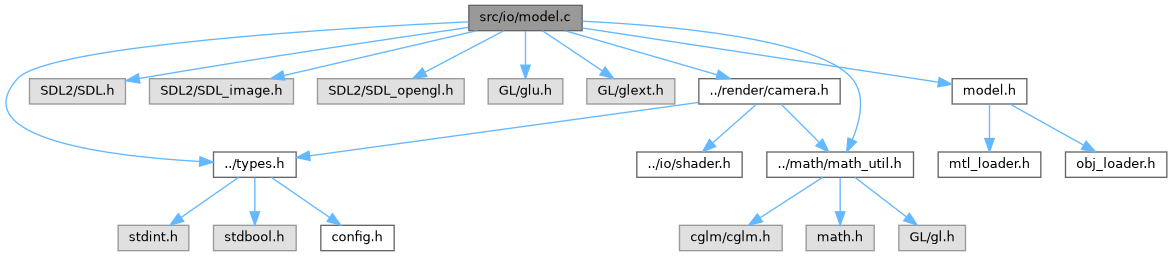 src/io/model.c
SDL2/SDL.h
SDL2/SDL_image.h
SDL2/SDL_opengl.h
GL/glu.h
GL/glext.h
../render/camera.h
model.h
../types.h
../io/shader.h
../math/math_util.h
mtl_loader.h
obj_loader.h
stdint.h
stdbool.h
config.h
cglm/cglm.h
math.h
GL/gl.h